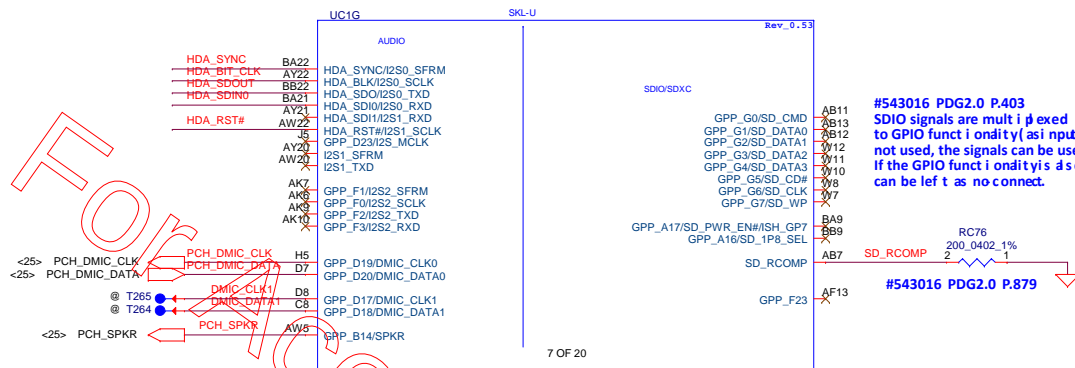 UC1G
SKL-U
Rev_0.53
AUDIO
SDIO/SDXC
HDA_SYNC BA22 HDA_SYNC/I2S0_SFRM
HDA_BIT_CLK AY22 HDA_BLK/I2S0_SCLK
HDA_SDOUT BB22 HDA_SDO/I2S0_TXD
HDA_SDIN0 BA21 HDA_SDI0/I2S0_RXD
AY21 HDA_SDI1/I2S1_RXD
HDA_RST# AW22 HDA_RST#/I2S1_SCLK
J5 GPP_D23/I2S_MCLK
AY20 I2S1_SFRM
AW20 I2S1_TXD
AK7 GPP_F1/I2S2_SFRM
AK6 GPP_F0/I2S2_SCLK
AK9 GPP_F2/I2S2_TXD
AK10 GPP_F3/I2S2_RXD
<25> PCH_DMIC_CLK PCH_DMIC_CLK H5 GPP_D19/DMIC_CLK0
<25> PCH_DMIC_DATA PCH_DMIC_DATA D7 GPP_D20/DMIC_DATA0
@ T265 DMIC_CLK1 D8 GPP_D17/DMIC_CLK1
@ T264 DMIC_DATA1 C8 GPP_D18/DMIC_DATA1
<25> PCH_SPKR PCH_SPKR AW5 GPP_B14/SPKR
GPP_G0/SD_CMD AB11
GPP_G1/SD_DATA0 AB13
GPP_G2/SD_DATA1 AB12
GPP_G3/SD_DATA2 W12
GPP_G4/SD_DATA3 W11
GPP_G5/SD_CD# W10
GPP_G6/SD_CLK W8
GPP_G7/SD_WP W7
GPP_A17/SD_PWR_EN#/ISH_GP7 BA9
GPP_A16/SD_1P8_SEL BB9
SD_RCOMP AB7 SD_RCOMP 2 1
RC76
200_0402_1%
GPP_F23 AF13
7 OF 20
#543016 PDG2.0 P.403
SDIO signals are multiplexed
to GPIO functionality(as input
not used, the signals can be use
If the GPIO functionality is also
can be left as no-connect.
#543016 PDG2.0 P.879
For